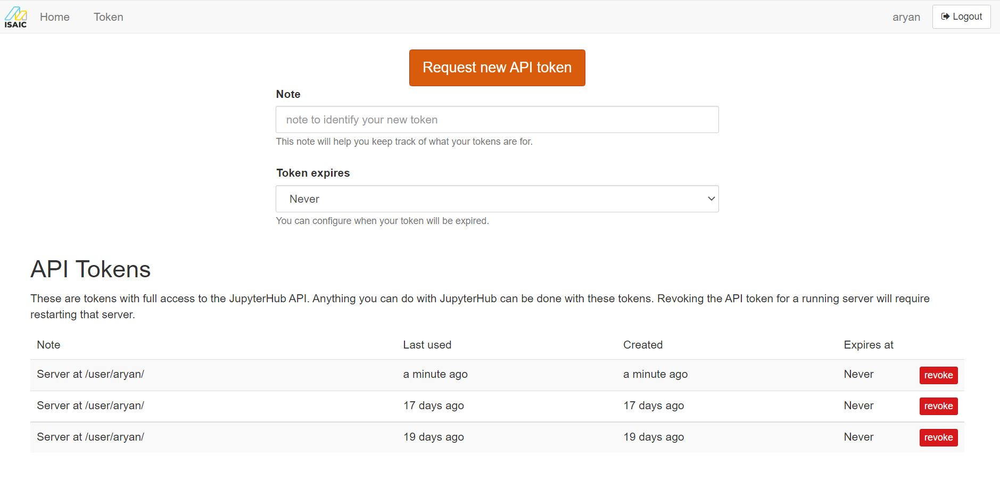 ISAIC
Home
Token
aryan
Logout
Request new API token
Note
note to identify your new token
This note will help you keep track of what your tokens are for.
Token expires
Never
You can configure when your token will be expired.
API Tokens
These are tokens with full access to the JupyterHub API. Anything you can do with JupyterHub can be done with these tokens. Revoking the API token for a running server will require
restarting that server.
Note Last used Created Expires at
Server at /user/aryan/ a minute ago a minute ago Never revoke
Server at /user/aryan/ 17 days ago 17 days ago Never revoke
Server at /user/aryan/ 19 days ago 19 days ago Never revoke